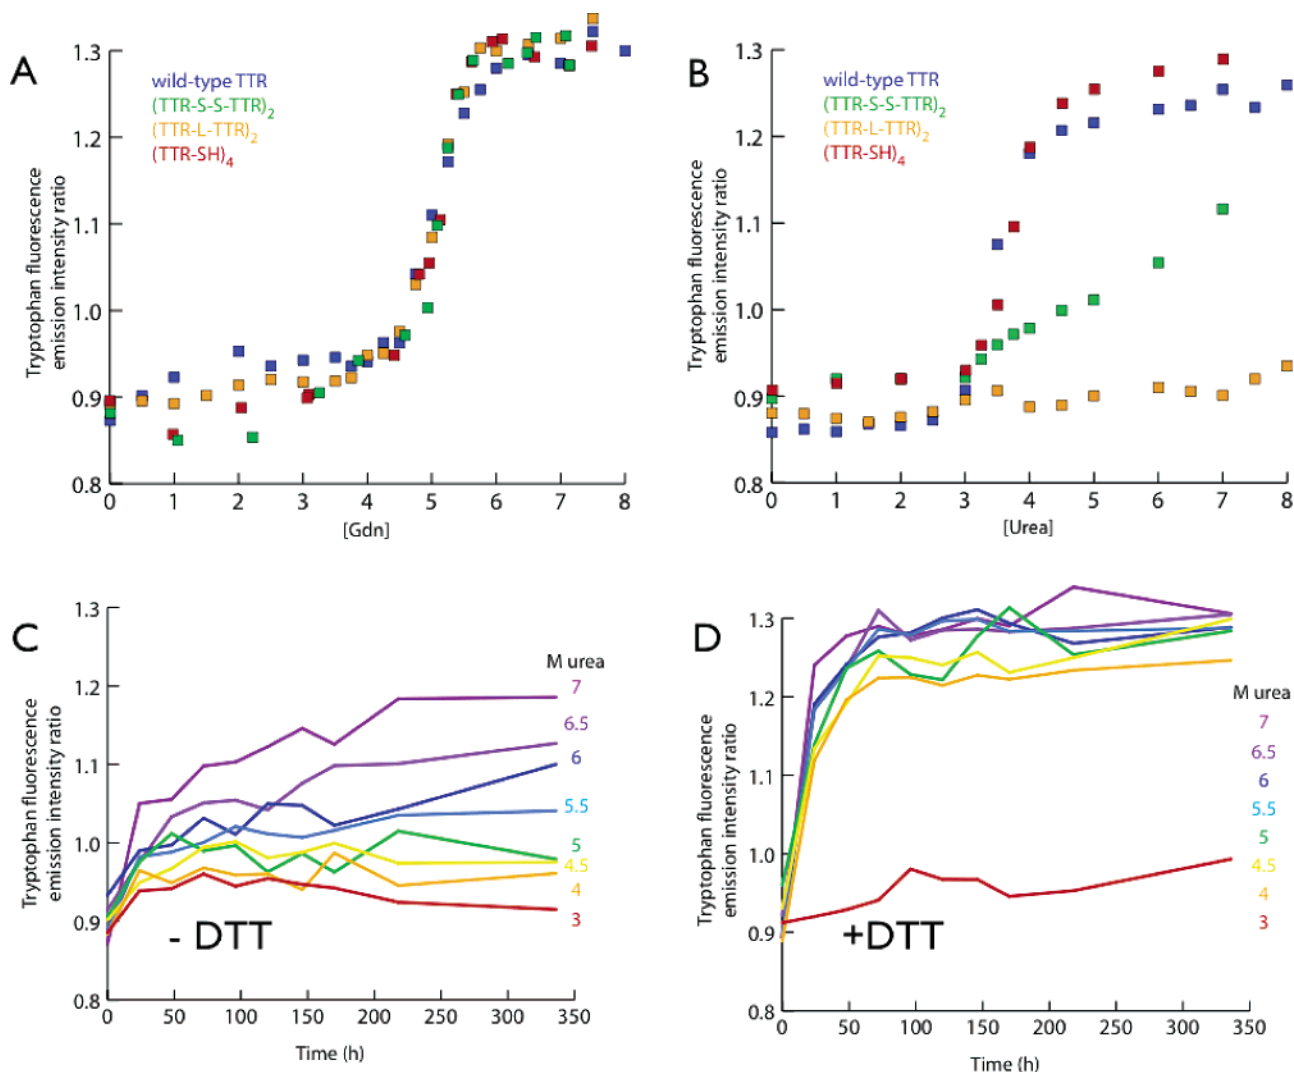 A
wild-type TTR
(TTR-S-S-TTR)2
(TTR-L-TTR)2
(TTR-SH)4
Tryptophan fluorescence
emission intensity ratio
1.3
1.2
1.1
1.0
0.9
0.8
0 1 2 3 4 5 6 7 8
[Gdn]
B
wild-type TTR
(TTR-S-S-TTR)2
(TTR-L-TTR)2
(TTR-SH)4
Tryptophan fluorescence
emission intensity ratio
1.3
1.2
1.1
1.0
0.9
0.8
0 1 2 3 4 5 6 7 8
[Urea]
C
Tryptophan fluorescence
emission intensity ratio
1.3
1.2
1.1
1.0
0.9
0.8
M urea
7
6.5
6
5.5
5
4.5
4
3
- DTT
0 50 100 150 200 250 300 350
Time (h)
D
Tryptophan fluorescence
emission intensity ratio
1.3
1.2
1.1
1.0
0.9
0.8
M urea
7
6.5
6
5.5
5
4.5
4
3
+DTT
0 50 100 150 200 250 300 350
Time (h)